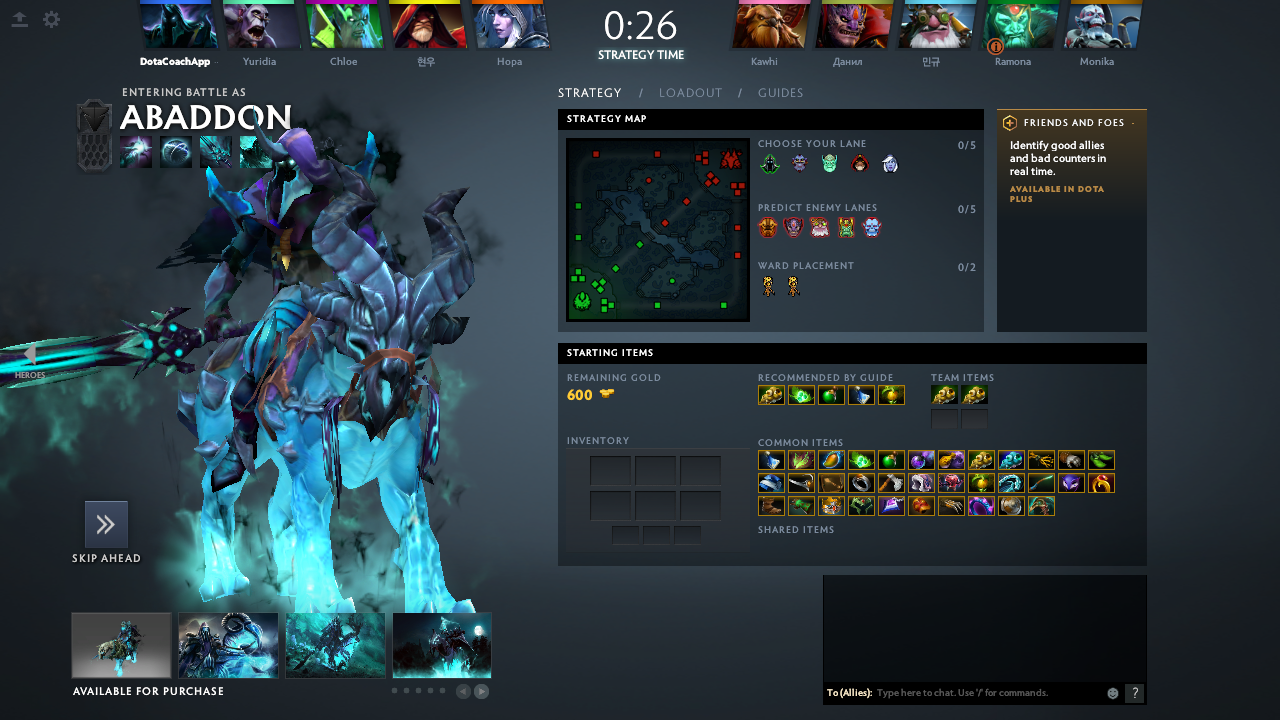 0:26
STRATEGY TIME
DotaCoachApp
Yuridia
Chloe
현우
Нора
Kawhi
Данил
민규
Ramona
Monika
ENTERING BATTLE AS
ABADDON
STRATEGY / LOADOUT / GUIDES
STRATEGY MAP
CHOOSE YOUR LANE 0/5
PREDICT ENEMY LANES 0/5
WARD PLACEMENT 0/2
FRIENDS AND FOES
Identify good allies
and bad counters in
real time.
AVAILABLE IN DOTA
PLUS
HEROES
STARTING ITEMS
REMAINING GOLD
600
RECOMMENDED BY GUIDE
TEAM ITEMS
INVENTORY
COMMON ITEMS
SHARED ITEMS
SKIP AHEAD
AVAILABLE FOR PURCHASE
To (Allies): Type here to chat. Use '/' for commands.
?